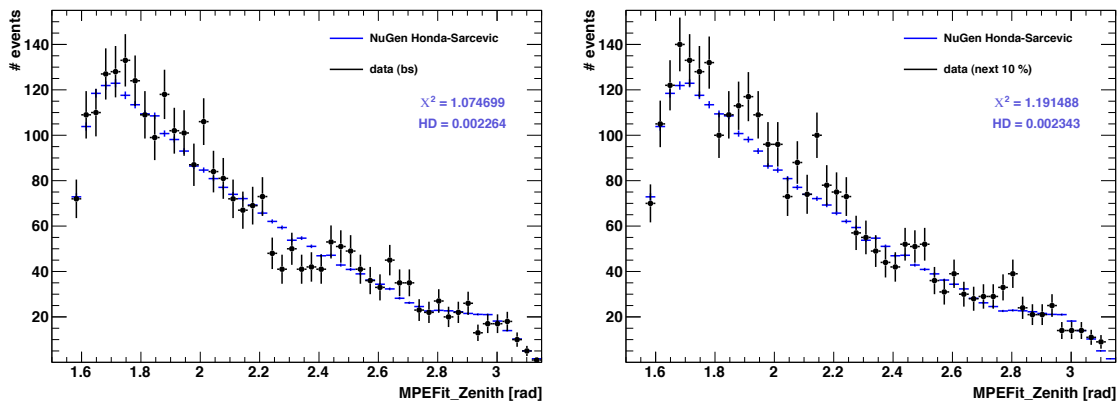 # events
140
120
100
80
60
40
20
NuGen Honda-Sarcevic
data (bs)
Χ² = 1.074699
HD = 0.002264
1.6 1.8 2 2.2 2.4 2.6 2.8 3
MPEFit_Zenith [rad]
# events
140
120
100
80
60
40
20
NuGen Honda-Sarcevic
data (next 10 %)
Χ² = 1.191488
HD = 0.002343
1.6 1.8 2 2.2 2.4 2.6 2.8 3
MPEFit_Zenith [rad]